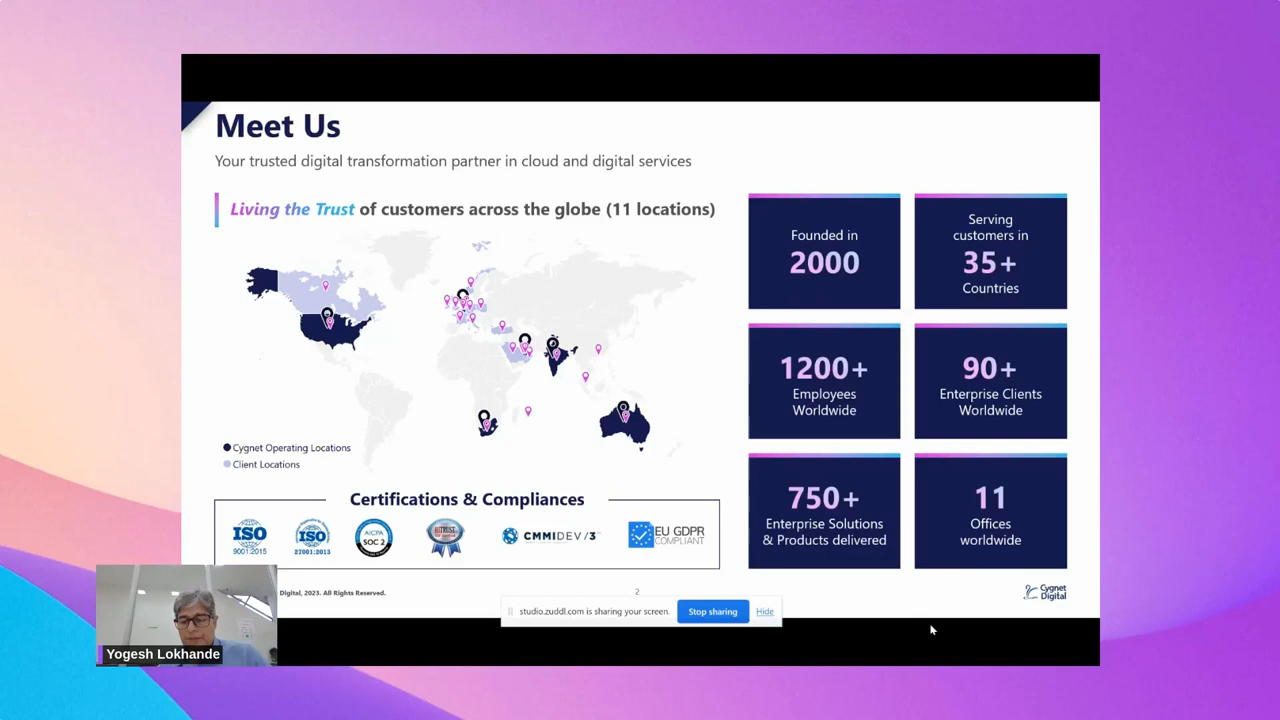 Meet Us
Your trusted digital transformation partner in cloud and digital services
Living the Trust of customers across the globe (11 locations)
Cygnet Operating Locations
Client Locations
Certifications & Compliances
ISO
9001:2015
ISO
27001:2013
AICPA
SOC 2
HITRUST
CMMIDEV/3
EU GDPR
COMPLIANT
Founded in
2000
Serving
customers in
35+
Countries
1200+
Employees
Worldwide
90+
Enterprise Clients
Worldwide
750+
Enterprise Solutions
& Products delivered
11
Offices
worldwide
Digital, 2023. All Rights Reserved.
2
Cygnet
Digital
studio.zuddl.com is sharing your screen.
Stop sharing
Hide
Yogesh Lokhande